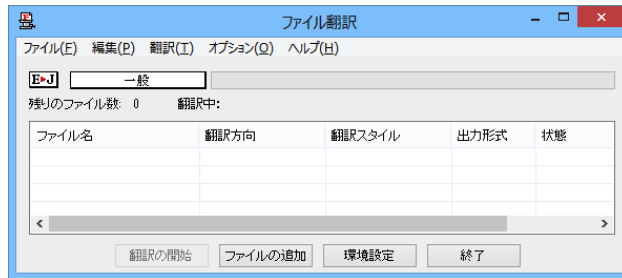 ファイル翻訳
ファイル(F) 編集(P) 翻訳(T) オプション(O) ヘルプ(H)
E▸J 一般
残りのファイル数: 0 翻訳中:
ファイル名 翻訳方向 翻訳スタイル 出力形式 状態
翻訳の開始 ファイルの追加 環境設定 終了